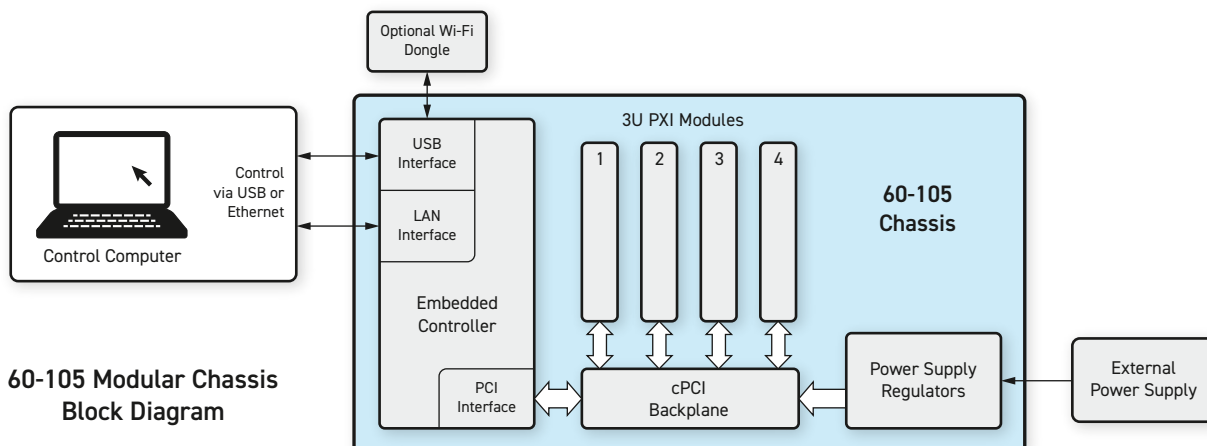 Optional Wi-Fi
Dongle
3U PXI Modules
USB
Interface
1
2
3
4
Control
via USB or
Ethernet
LAN
Interface
60-105
Chassis
Control Computer
Embedded
Controller
60-105 Modular Chassis
Block Diagram
PCI
Interface
cPCI
Backplane
Power Supply
Regulators
External
Power Supply